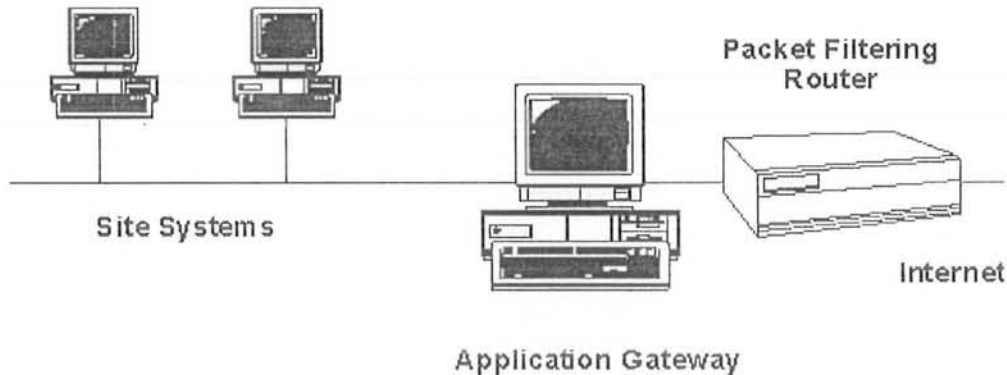 Packet Filtering
Router
Site Systems
Internet
Application Gateway